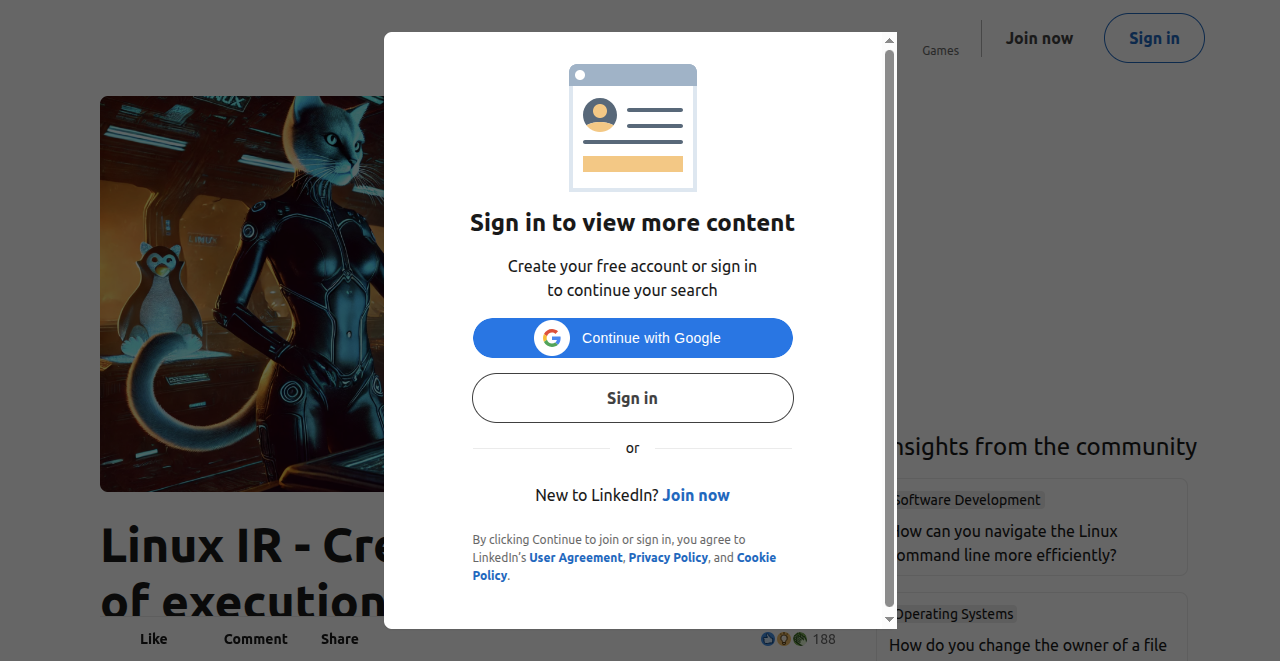 Games
Join now
Sign in
LINUX
LINUX
Sign in to view more content
Create your free account or sign in
to continue your search
Continue with Google
Sign in
or
New to LinkedIn? Join now
By clicking Continue to join or sign in, you agree to
LinkedIn’s User Agreement, Privacy Policy, and Cookie
Policy.
Linux IR - Cre
of execution
Like
Comment
Share
188
nsights from the community
Software Development
How can you navigate the Linux
command line more efficiently?
Operating Systems
How do you change the owner of a file